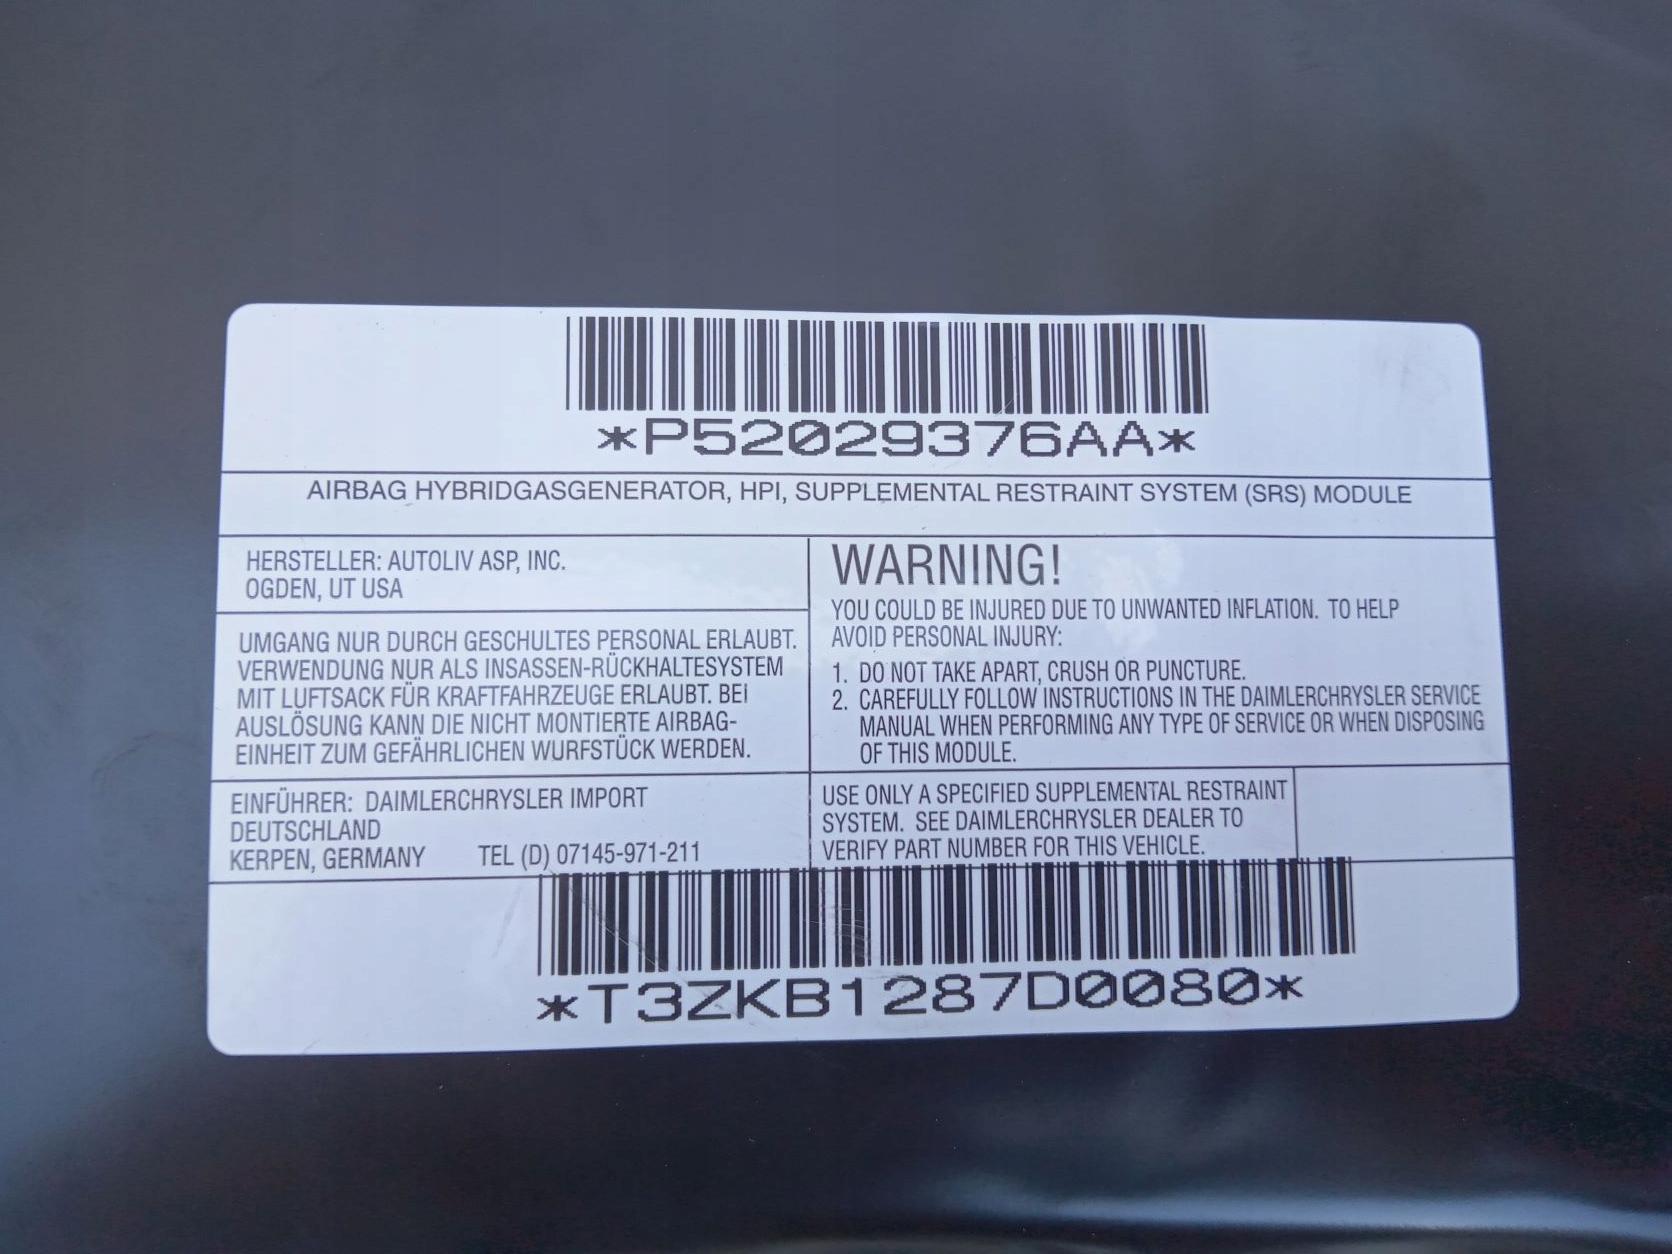 *P52029376AA*
AIRBAG HYBRIDGASGENERATOR, HPI, SUPPLEMENTAL RESTRAINT SYSTEM (SRS) MODULE
HERSTELLER: AUTOLIV ASP, INC.
OGDEN, UT USA
UMGANG NUR DURCH GESCHULTES PERSONAL ERLAUBT.
VERWENDUNG NUR ALS INSASSEN-RÜCKHALTESYSTEM
MIT LUFTSACK FÜR KRAFTFAHRZEUGE ERLAUBT. BEI
AUSLÖSUNG KANN DIE NICHT MONTIERTE AIRBAG-
EINHEIT ZUM GEFÄHRLICHEN WURFSTÜCK WERDEN.
EINFÜHRER: DAIMLERCHRYSLER IMPORT
DEUTSCHLAND
KERPEN, GERMANY TEL (D) 07145-971-211
WARNING!
YOU COULD BE INJURED DUE TO UNWANTED INFLATION. TO HELP
AVOID PERSONAL INJURY:
1. DO NOT TAKE APART, CRUSH OR PUNCTURE.
2. CAREFULLY FOLLOW INSTRUCTIONS IN THE DAIMLERCHRYSLER SERVICE
MANUAL WHEN PERFORMING ANY TYPE OF SERVICE OR WHEN DISPOSING
OF THIS MODULE.
USE ONLY A SPECIFIED SUPPLEMENTAL RESTRAINT
SYSTEM. SEE DAIMLERCHRYSLER DEALER TO
VERIFY PART NUMBER FOR THIS VEHICLE.
*T3ZKB1287D0080*